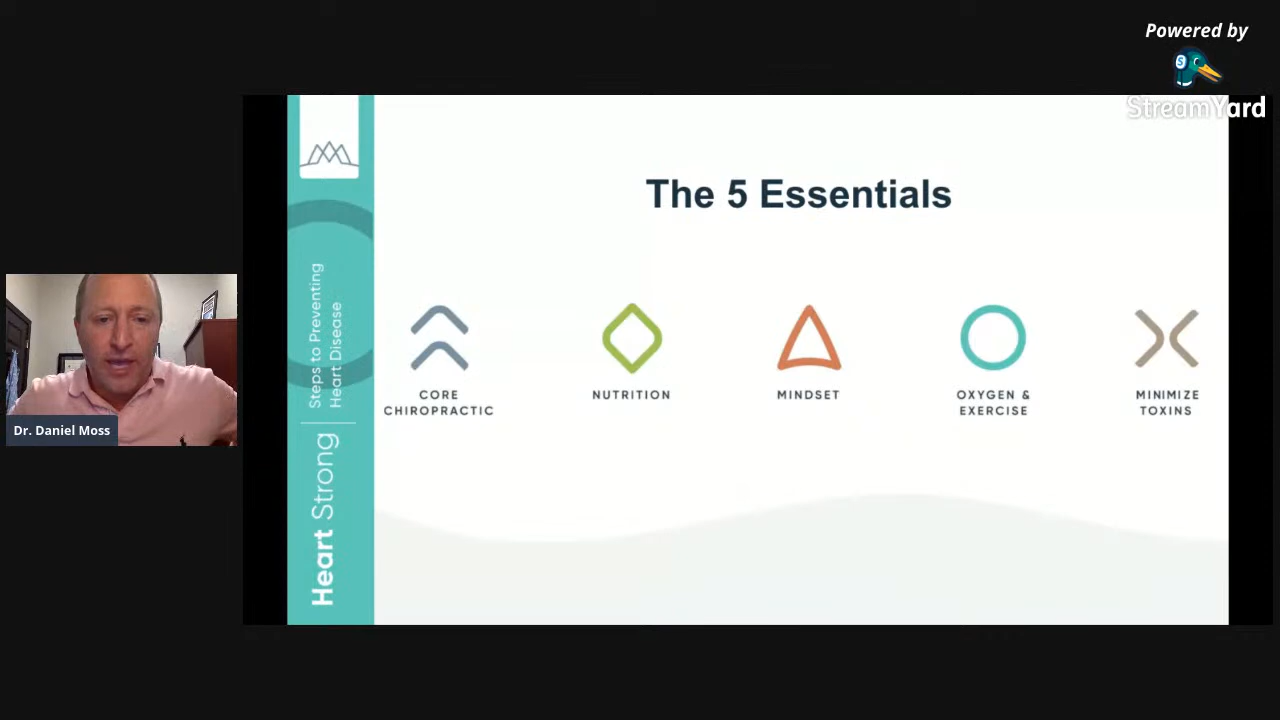 Powered by
StreamYard
Dr. Daniel Moss
Heart Strong
Steps to Preventing
Heart Disease
The 5 Essentials
CORE
CHIROPRACTIC
NUTRITION
MINDSET
OXYGEN &
EXERCISE
MINIMIZE
TOXINS